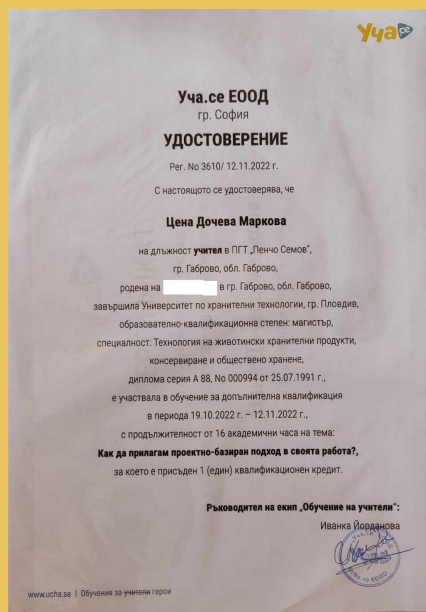 Уча.се
Уча.се ЕООД
гр. София
УДОСТОВЕРЕНИЕ
Рег. No 3610/ 12.11.2022 г.
С настоящото се удостоверява, че
Цена Дочева Маркова
на длъжност учител в ПГТ „Пенчо Семов",
гр. Габрово, обл. Габрово,
родена на в гр. Габрово, обл. Габрово,
завършила Университет по хранителни технологии, гр. Пловдив,
образователно-квалификационна степен: магистър,
специалност: Технология на животински хранителни продукти,
консервиране и обществено хранене,
диплома серия А 88, No 000994 от 25.07.1991 г.,
е участвала в обучение за допълнителна квалификация
в периода 19.10.2022 г. – 12.11.2022 г.,
с продължителност от 16 академични часа на тема:
Как да прилагам проектно-базиран подход в своята работа?,
за което е присъден 1 (един) квалификационен кредит.
Ръководител на екип „Обучение на учители":
Иванка Йорданова
www.ucha.se | Обучения за учители герои